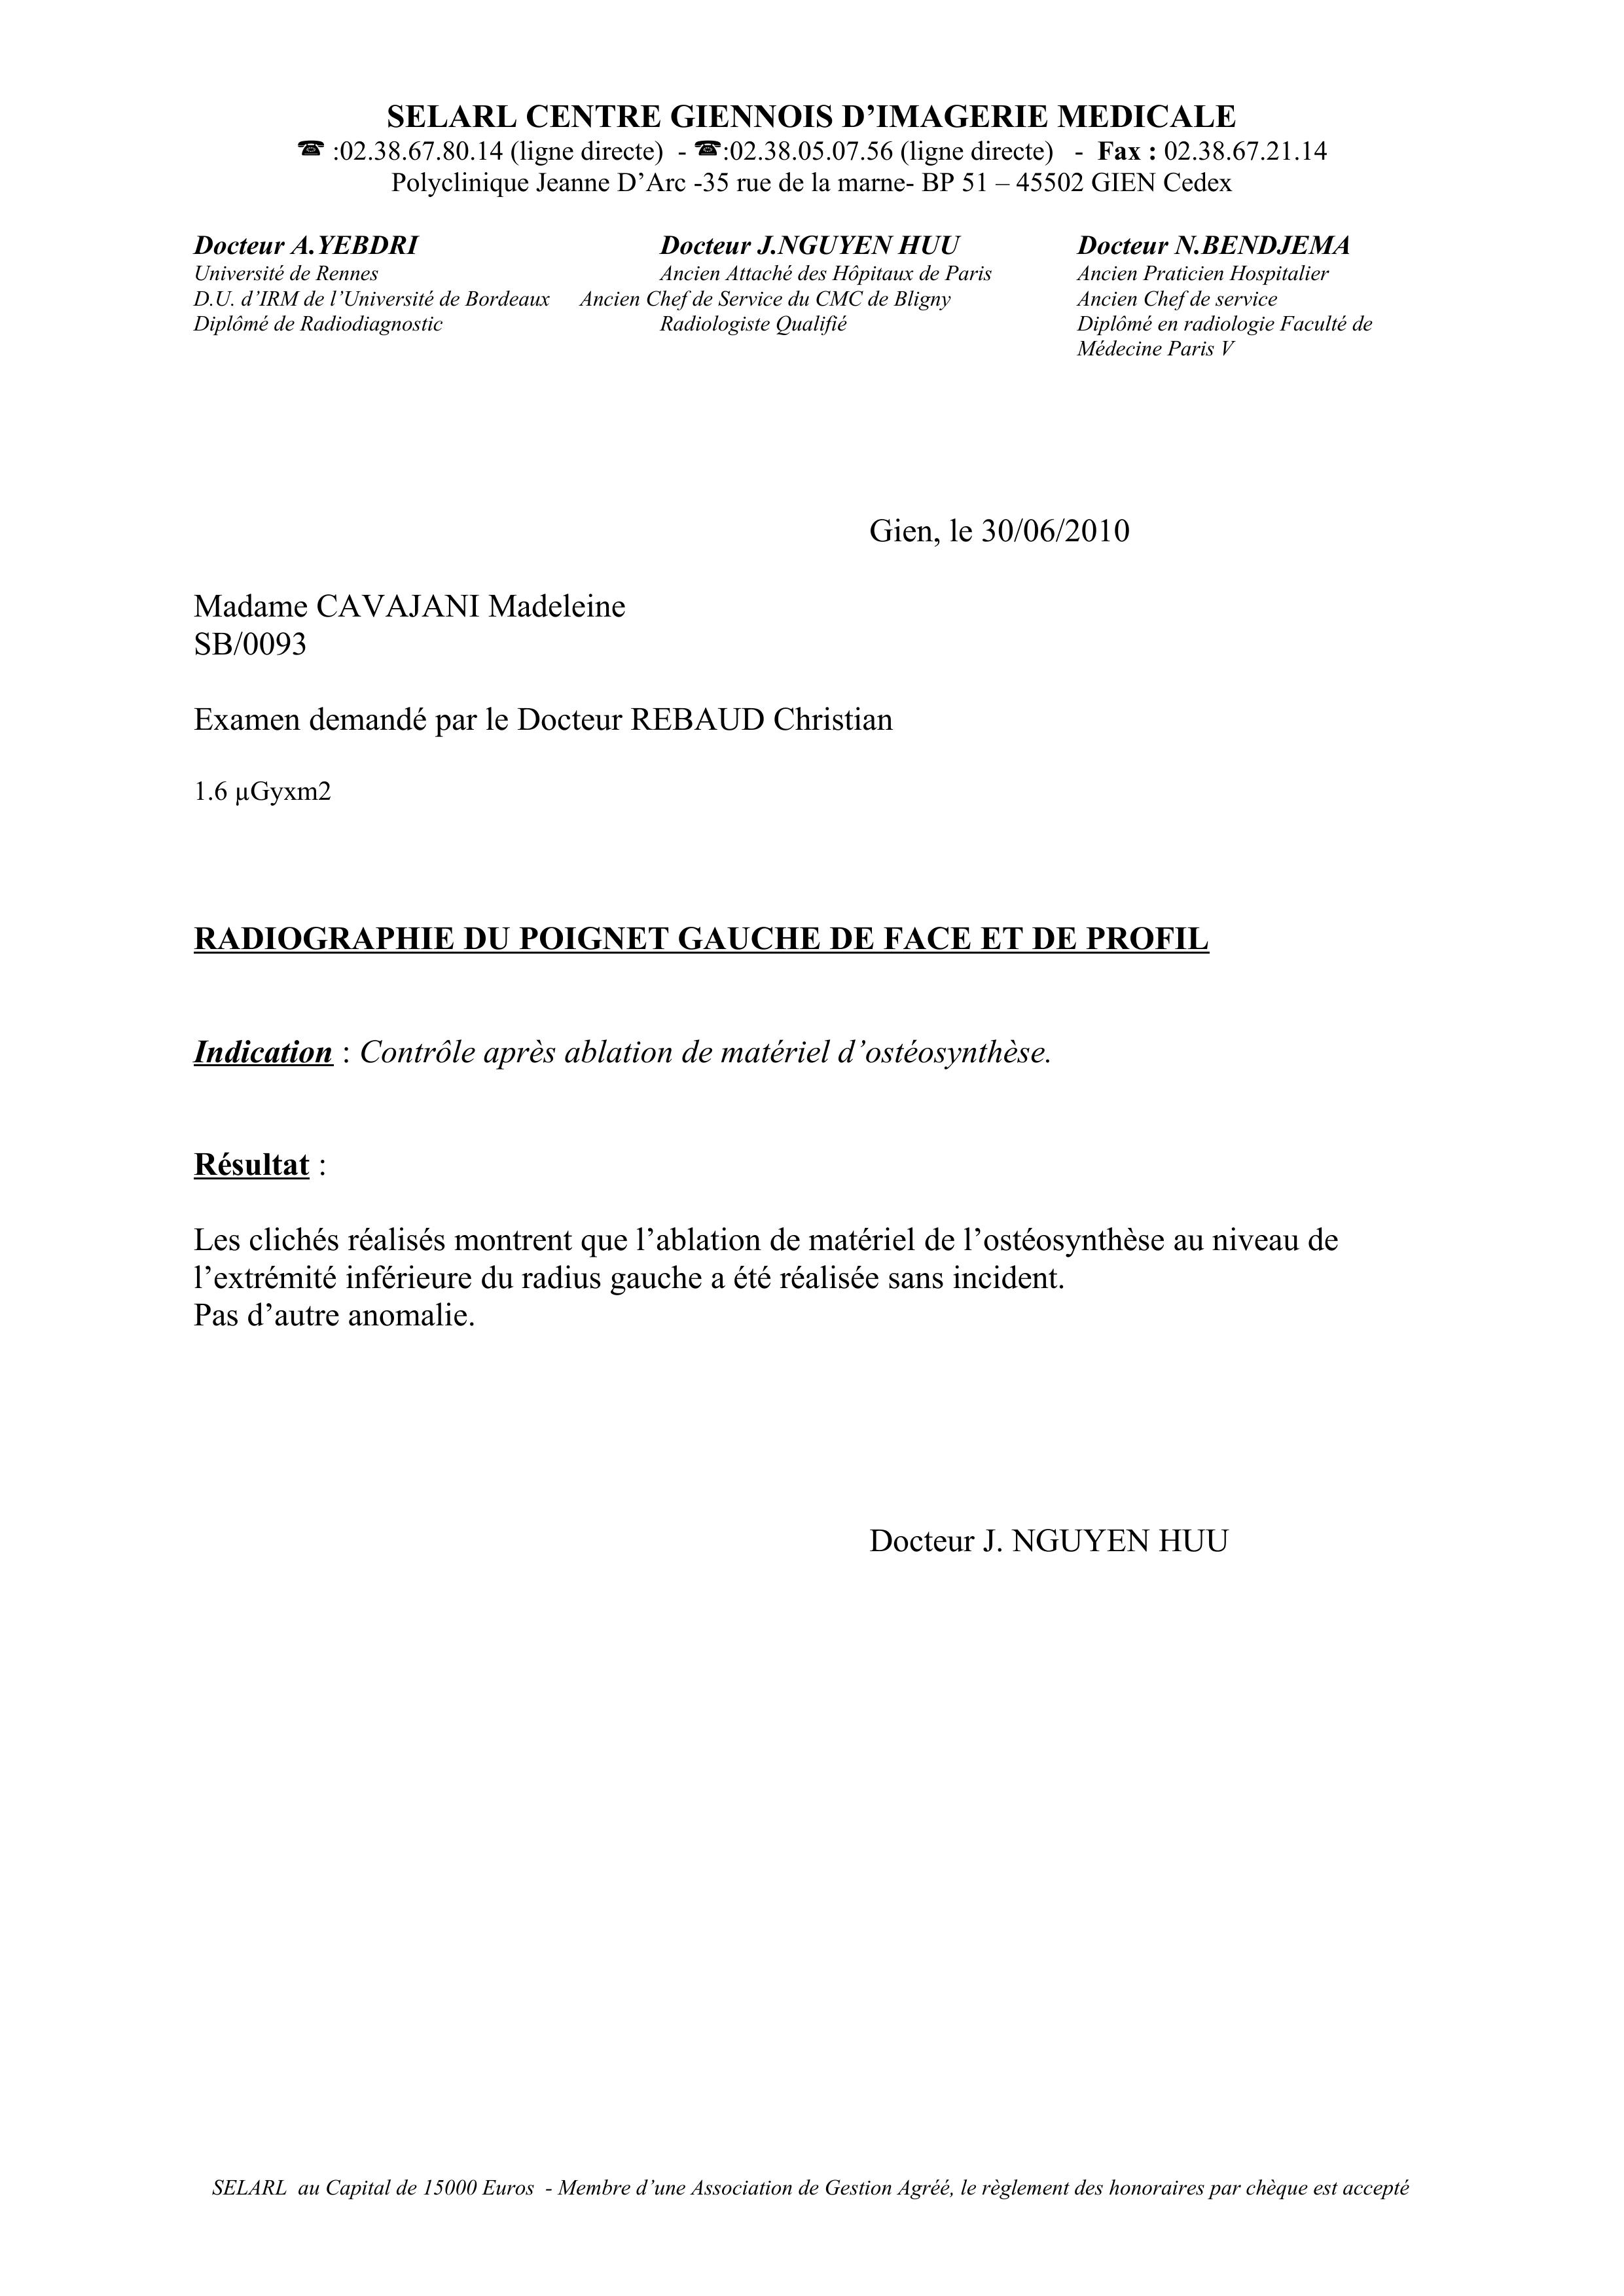 SELARL CENTRE GIENNOIS D’IMAGERIE MEDICALE
☎ :02.38.67.80.14 (ligne directe) - ☎:02.38.05.07.56 (ligne directe) - Fax : 02.38.67.21.14
Polyclinique Jeanne D’Arc -35 rue de la marne- BP 51 – 45502 GIEN Cedex
Docteur A.YEBDRI Docteur J.NGUYEN HUU Docteur N.BENDJEMA
Université de Rennes Ancien Attaché des Hôpitaux de Paris Ancien Praticien Hospitalier
D.U. d’IRM de l’Université de Bordeaux Ancien Chef de Service du CMC de Bligny Ancien Chef de service
Diplômé de Radiodiagnostic Radiologiste Qualifié Diplômé en radiologie Faculté de
Médecine Paris V
Gien, le 30/06/2010
Madame CAVAJANI Madeleine
SB/0093
Examen demandé par le Docteur REBAUD Christian
1.6 µGyxm2
RADIOGRAPHIE DU POIGNET GAUCHE DE FACE ET DE PROFIL
Indication : Contrôle après ablation de matériel d’ostéosynthèse.
Résultat :
Les clichés réalisés montrent que l’ablation de matériel de l’ostéosynthèse au niveau de
l’extrémité inférieure du radius gauche a été réalisée sans incident.
Pas d’autre anomalie.
Docteur J. NGUYEN HUU
SELARL au Capital de 15000 Euros - Membre d’une Association de Gestion Agréé, le règlement des honoraires par chèque est accepté